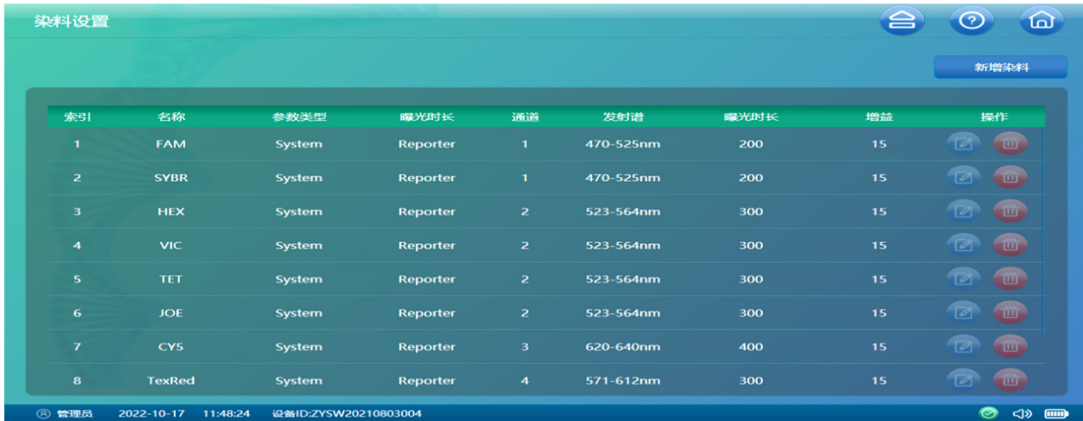 染料设置
新增染料
索引 名称 参数类型 曝光时长 通道 发射谱 曝光时长 增益 操作
1 FAM System Reporter 1 470-525nm 200 15
2 SYBR System Reporter 1 470-525nm 200 15
3 HEX System Reporter 2 523-564nm 300 15
4 VIC System Reporter 2 523-564nm 300 15
5 TET System Reporter 2 523-564nm 300 15
6 JOE System Reporter 2 523-564nm 300 15
7 CY5 System Reporter 3 620-640nm 400 15
8 TexRed System Reporter 4 571-612nm 300 15
管理员 2022-10-17 11:48:24 设备ID:ZYSW20210803004